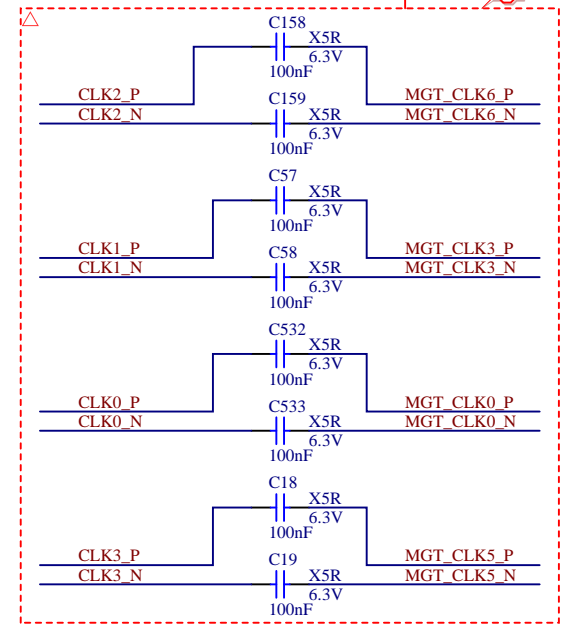 C158
X5R
6.3V
100nF
CLK2_P
MGT_CLK6_P
C159
CLK2_N
X5R
MGT_CLK6_N
6.3V
100nF
C57
X5R
6.3V
100nF
CLK1_P
MGT_CLK3_P
C58
CLK1_N
X5R
MGT_CLK3_N
6.3V
100nF
C532
X5R
6.3V
100nF
CLK0_P
MGT_CLK0_P
C533
CLK0_N
X5R
MGT_CLK0_N
6.3V
100nF
C18
X5R
6.3V
100nF
CLK3_P
MGT_CLK5_P
C19
CLK3_N
X5R
MGT_CLK5_N
6.3V
100nF